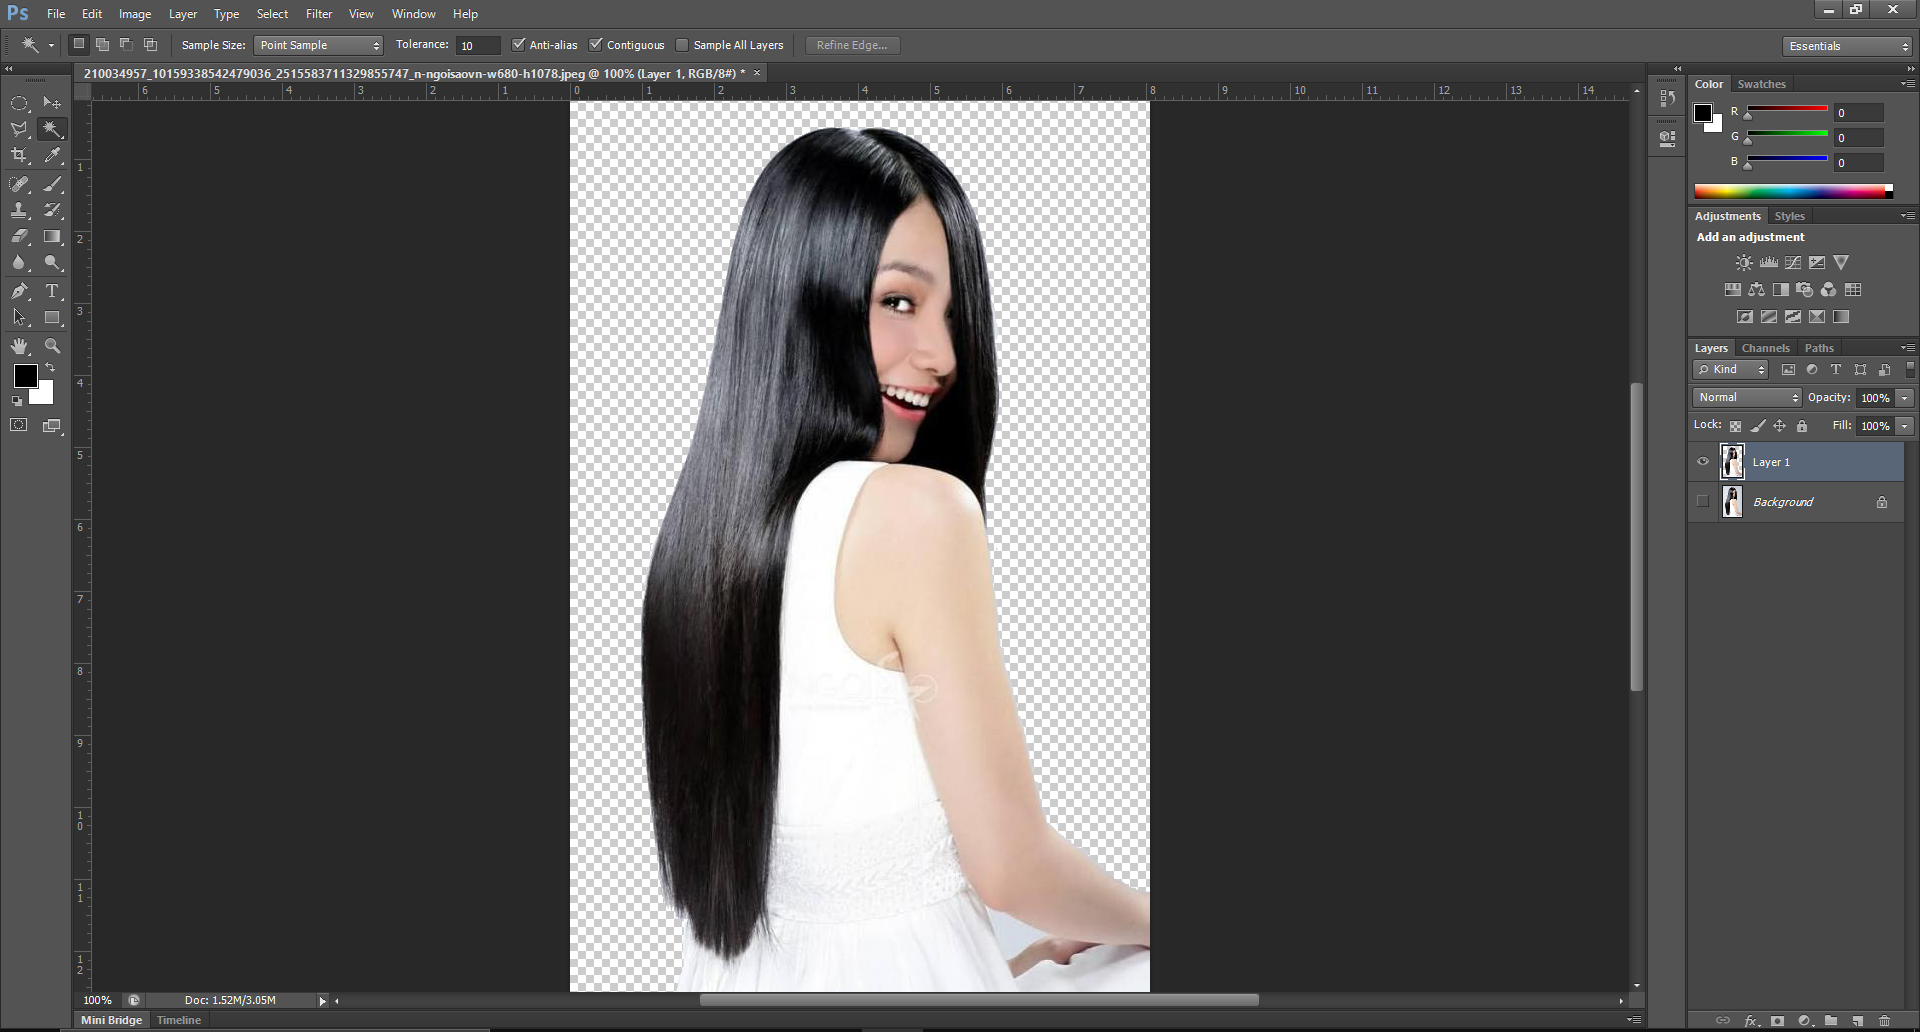 Ps File Edit Image Layer Type Select Filter View Window Help
Sample Size: Point Sample Tolerance: 10 Anti-alias Contiguous Sample All Layers Refine Edge... Essentials
210034957_10159338542479036_2515583711329855747_n-ngoisaovn-w680-h1078.jpeg @ 100% (Layer 1, RGB/8#) * ×
6 5 4 3 2 1 0 1 2 3 4 5 6 7 8 9 10 11 12 13 14
1
2
3
4
5
6
7
8
9
10
11
12
Color Swatches
R 0
G 0
B 0
Adjustments Styles
Add an adjustment
Layers Channels Paths
Kind
Normal Opacity: 100%
Lock: Fill: 100%
Layer 1
Background
fx
100% Doc: 1.52M/3.05M
Mini Bridge Timeline